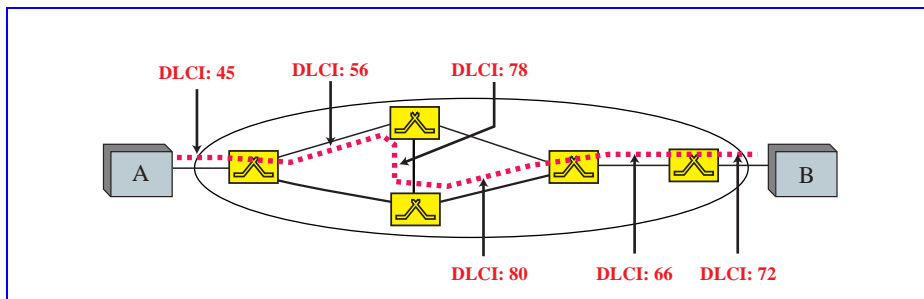 DLCI: 45
DLCI: 56
DLCI: 78
A
B
DLCI: 80
DLCI: 66
DLCI: 72